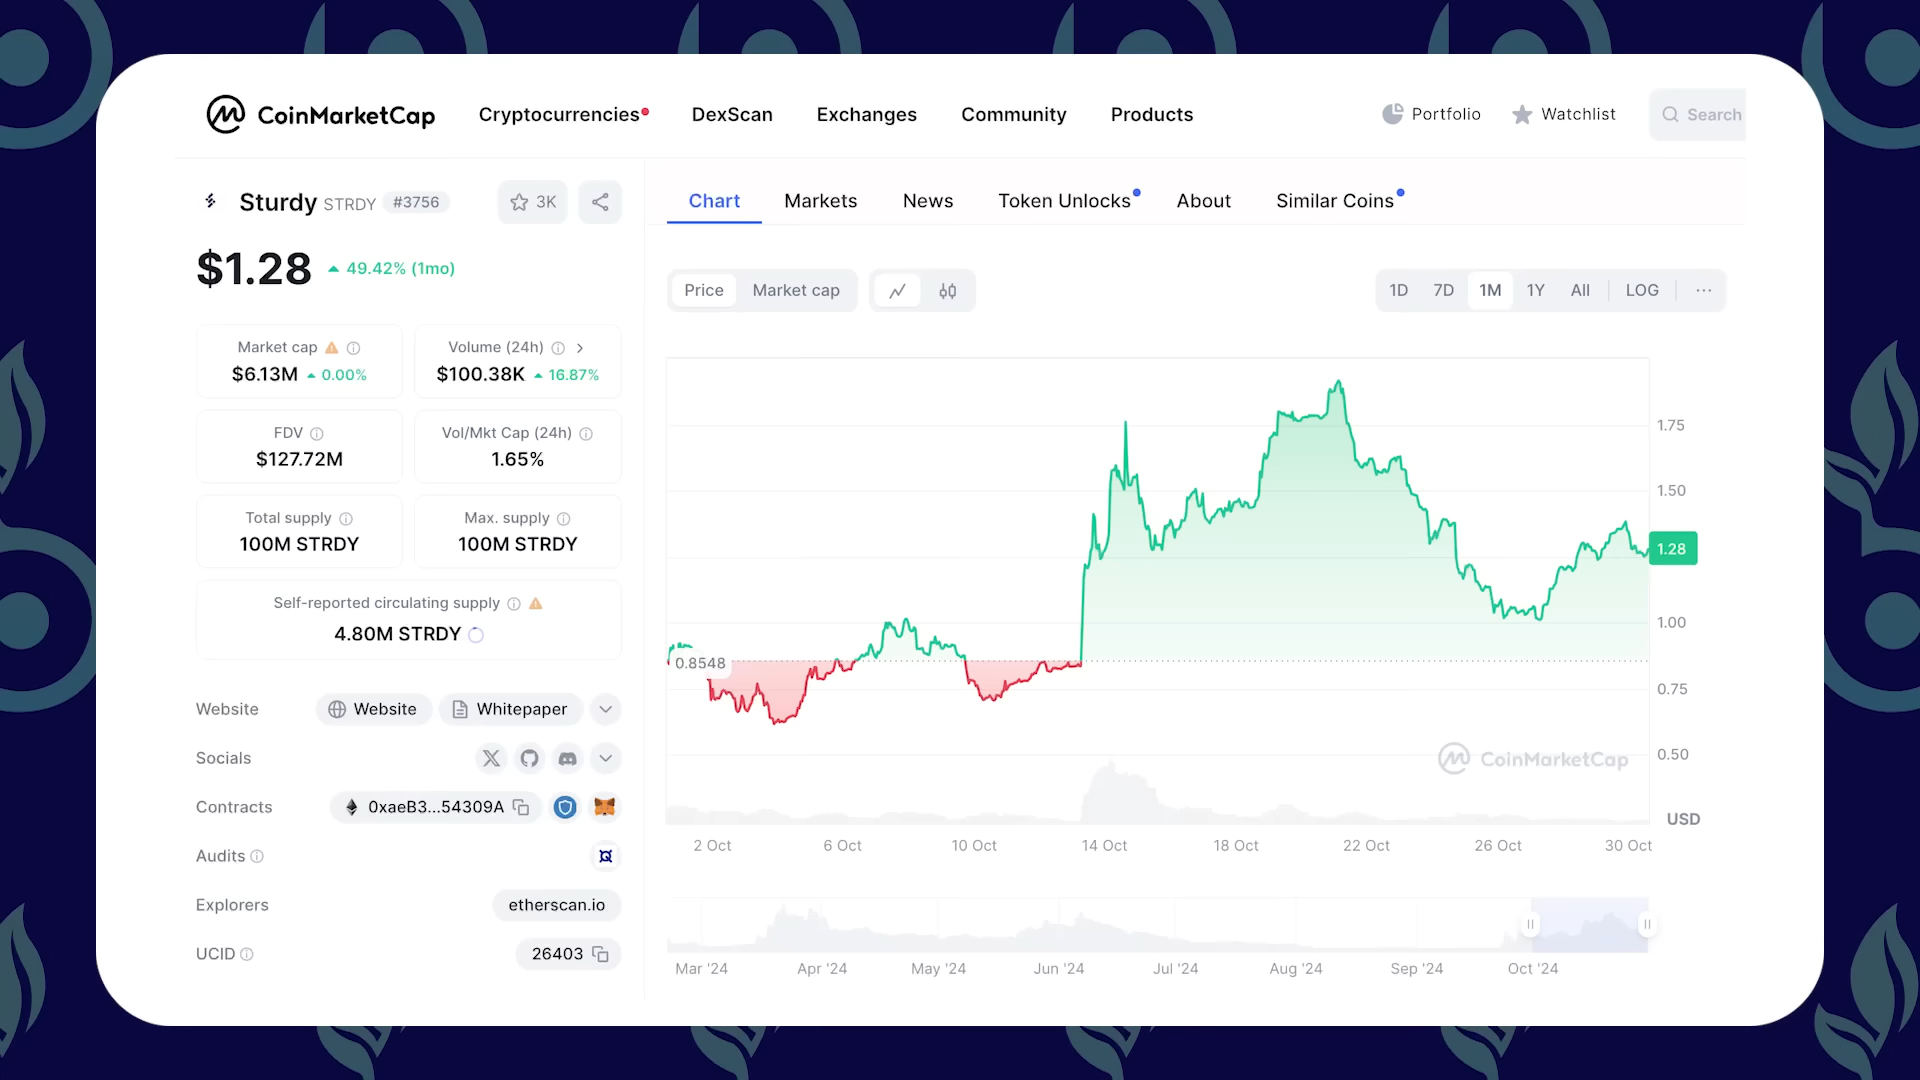 CoinMarketCap Cryptocurrencies DexScan Exchanges Community Products Portfolio Watchlist Search
Sturdy STRDY #3756 3K
$1.28 49.42% (1mo)
Market cap
$6.13M 0.00%
Volume (24h)
$100.38K 16.87%
FDV
$127.72M
Vol/Mkt Cap (24h)
1.65%
Total supply
100M STRDY
Max. supply
100M STRDY
Self-reported circulating supply
4.80M STRDY
Website Website Whitepaper
Socials
Contracts 0xaeB3...54309A
Audits
Explorers etherscan.io
UCID 26403
Chart Markets News Token Unlocks About Similar Coins
Price Market cap 1D 7D 1M 1Y All LOG ...
1.75
1.50
1.28
1.00
0.8548
0.75
0.50
CoinMarketCap
USD
2 Oct 6 Oct 10 Oct 14 Oct 18 Oct 22 Oct 26 Oct 30 Oct
Mar '24 Apr '24 May '24 Jun '24 Jul '24 Aug '24 Sep '24 Oct '24